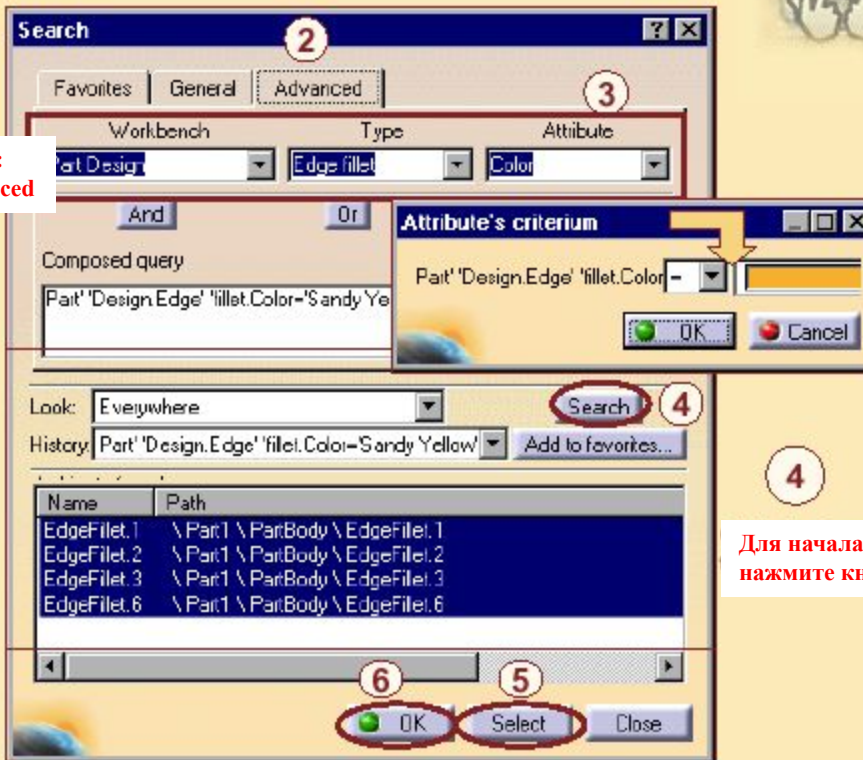 Search
2
Favorites General Advanced
3
Workbench Type Attribute
:
ced
Part Design Edge fillet Color
And Or
Attribute's criterium
Composed query
Part' 'Design.Edge' 'fillet.Color =
Part' 'Design.Edge' 'fillet.Color='Sandy Ye
OK Cancel
Look: Everywhere Search 4
History: Part' 'Design.Edge' 'fillet.Color='Sandy Yellow' Add to favorites...
4
Name Path
EdgeFillet.1 \ Part1 \ PartBody \ EdgeFillet.1
EdgeFillet.2 \ Part1 \ PartBody \ EdgeFillet.2
EdgeFillet.3 \ Part1 \ PartBody \ EdgeFillet.3
EdgeFillet.6 \ Part1 \ PartBody \ EdgeFillet.6
Для начала
нажмите кн
6 5
OK Select Close